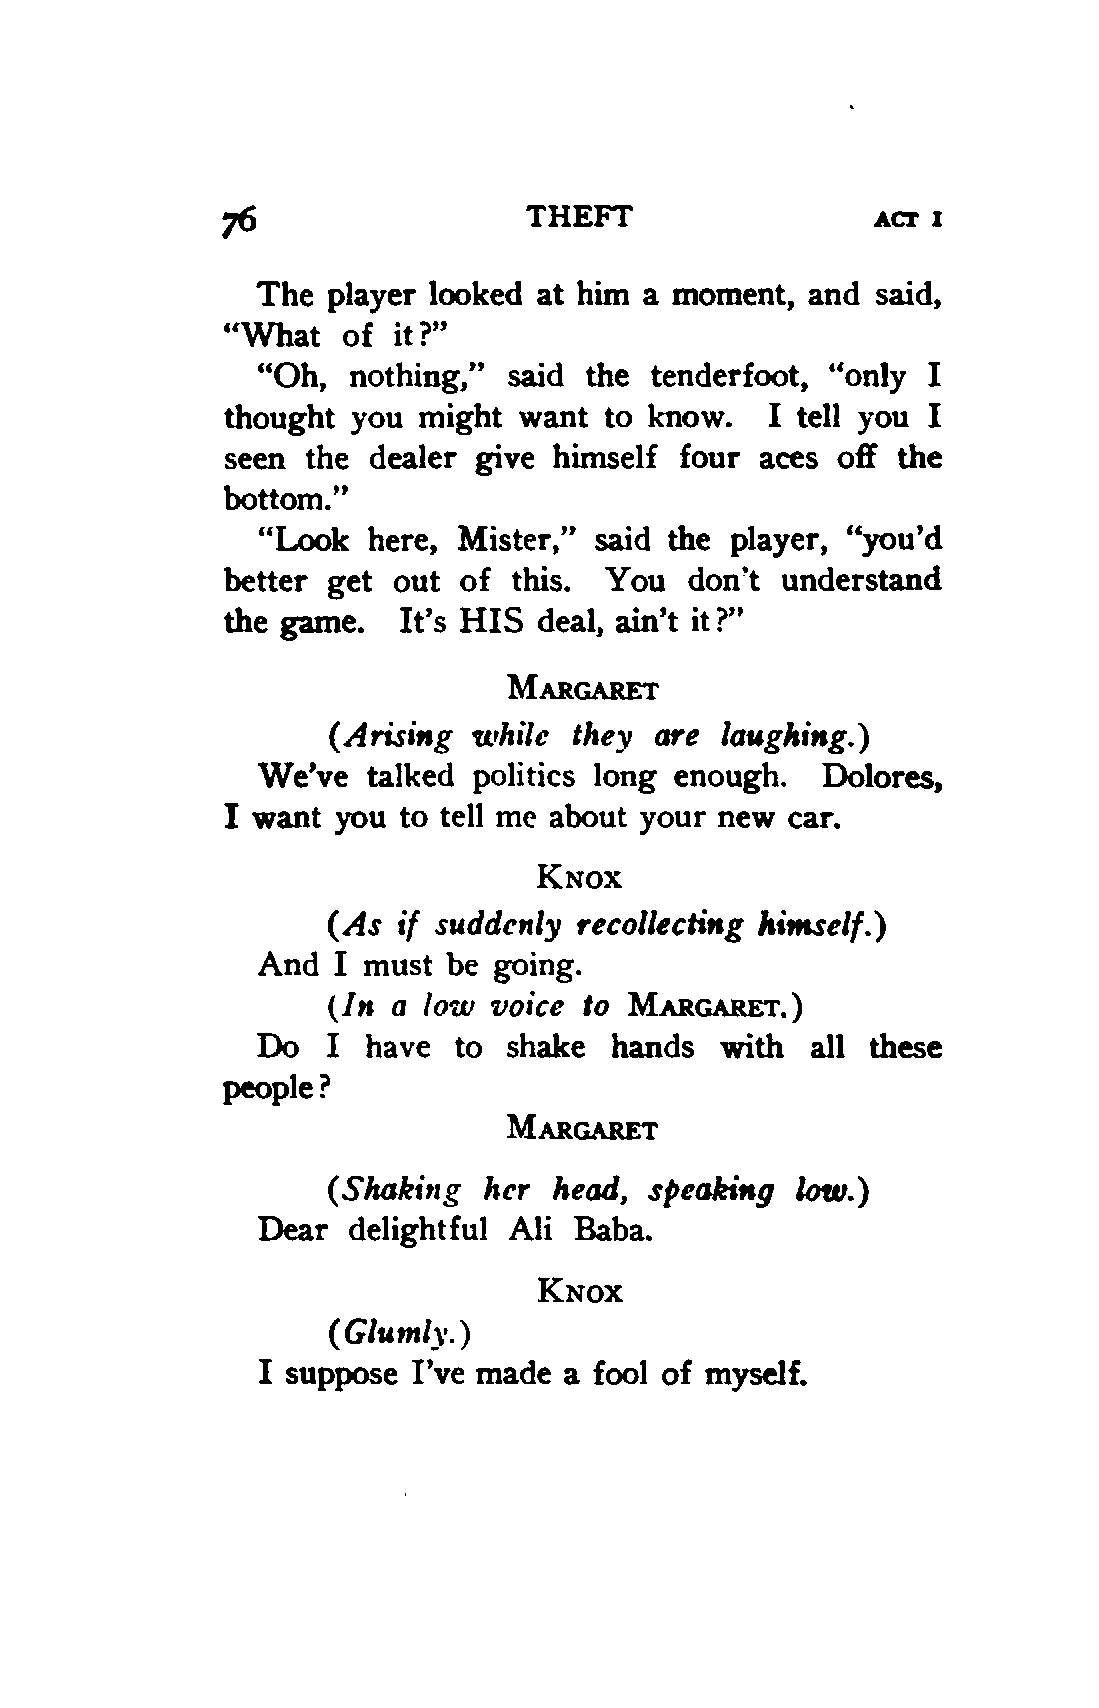 76 THEFT ACT I
The player looked at him a moment, and said,
“What of it?”
“Oh, nothing,” said the tenderfoot, “only I
thought you might want to know. I tell you I
seen the dealer give himself four aces off the
bottom.”
“Look here, Mister,” said the player, “you’d
better get out of this. You don’t understand
the game. It’s HIS deal, ain’t it?”
MARGARET
(Arising while they are laughing.)
We’ve talked politics long enough. Dolores,
I want you to tell me about your new car.
KNOX
(As if suddenly recollecting himself.)
And I must be going.
(In a low voice to MARGARET.)
Do I have to shake hands with all these
people?
MARGARET
(Shaking her head, speaking low.)
Dear delightful Ali Baba.
KNOX
(Glumly.)
I suppose I’ve made a fool of myself.